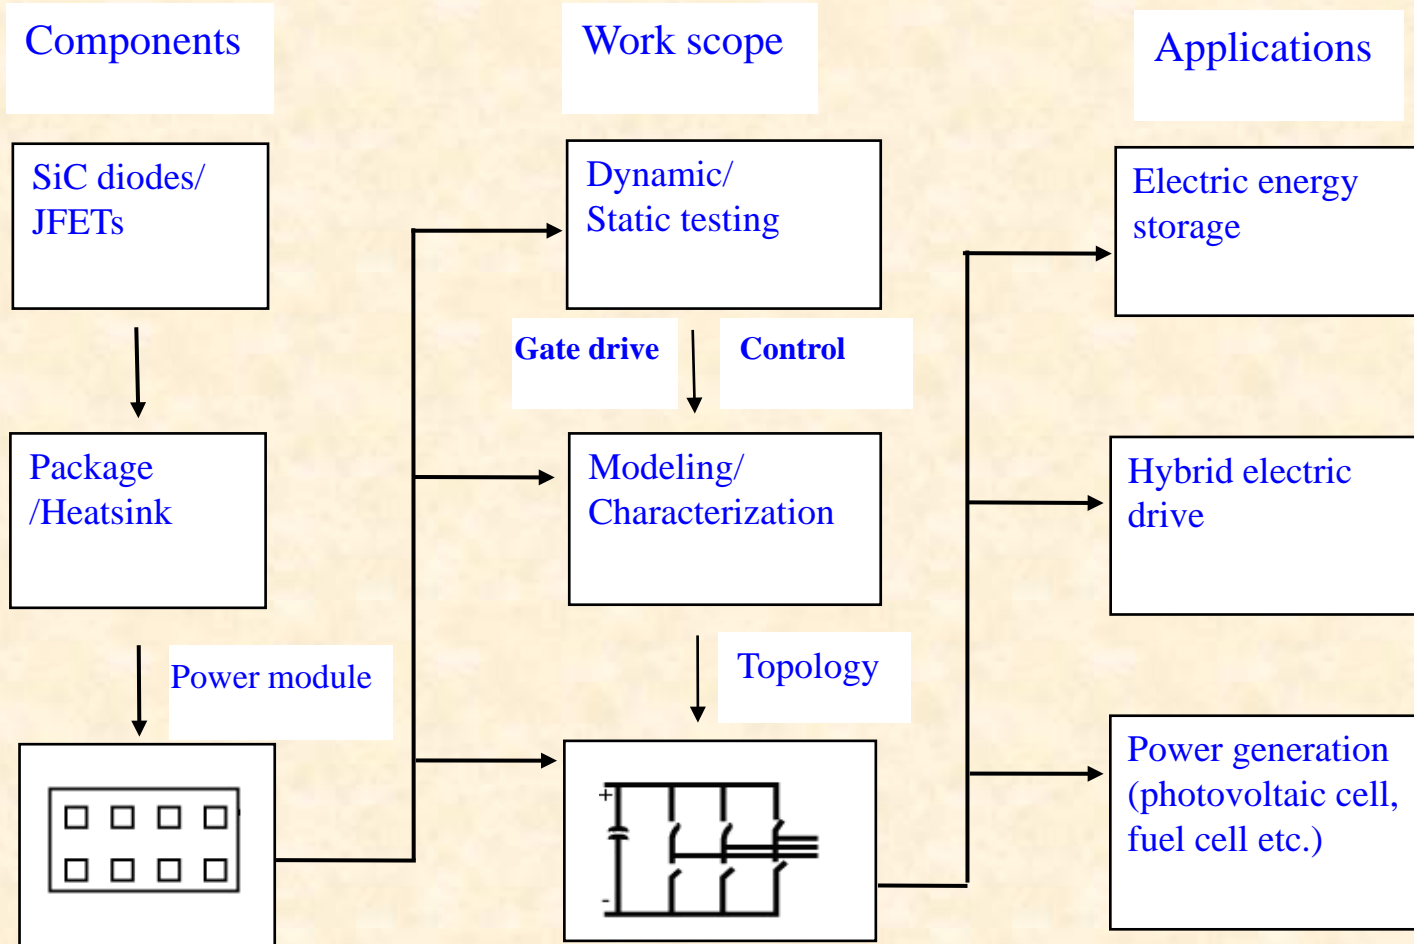 Components
Work scope
Applications
SiC diodes/
JFETs
Dynamic/
Static testing
Electric energy
storage
Gate drive
Control
Package
/Heatsink
Modeling/
Characterization
Hybrid electric
drive
Power module
Topology
Power generation
(photovoltaic cell,
fuel cell etc.)
+
-